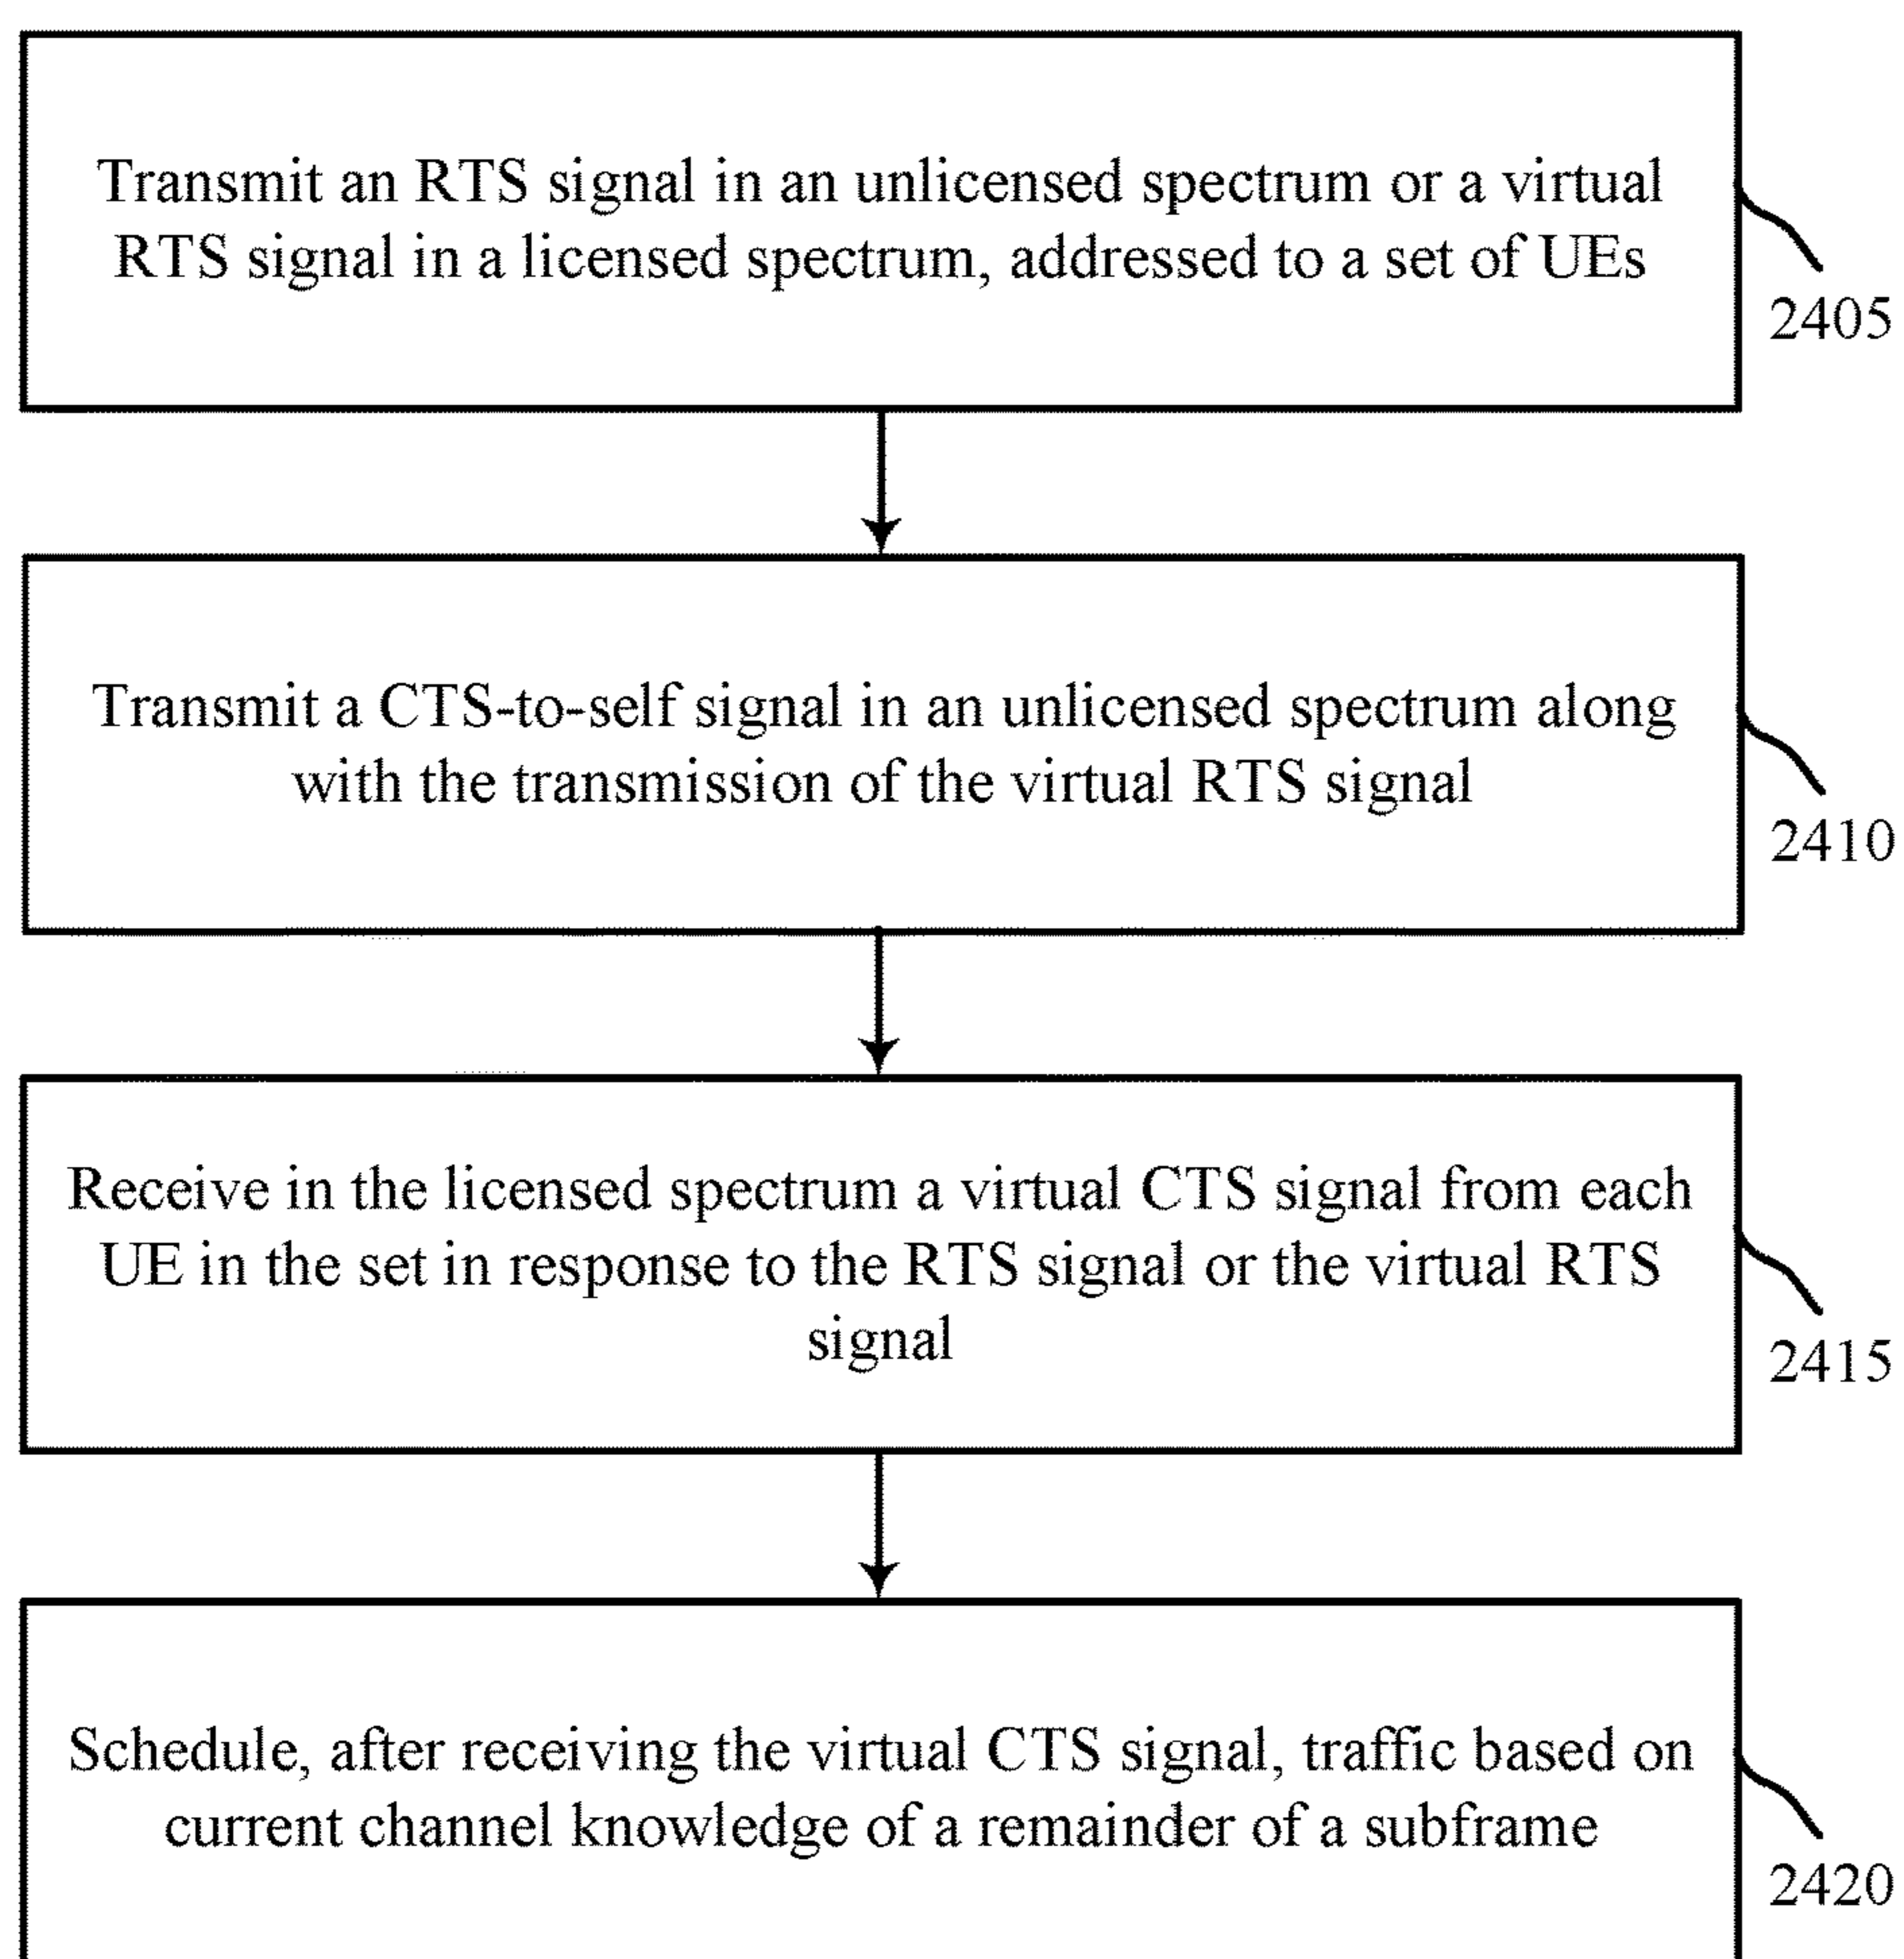 Transmit an RTS signal in an unlicensed spectrum or a virtual
RTS signal in a licensed spectrum, addressed to a set of UEs
2405
Transmit a CTS-to-self signal in an unlicensed spectrum along
with the transmission of the virtual RTS signal
2410
Receive in the licensed spectrum a virtual CTS signal from each
UE in the set in response to the RTS signal or the virtual RTS
signal
2415
Schedule, after receiving the virtual CTS signal, traffic based on
current channel knowledge of a remainder of a subframe
2420